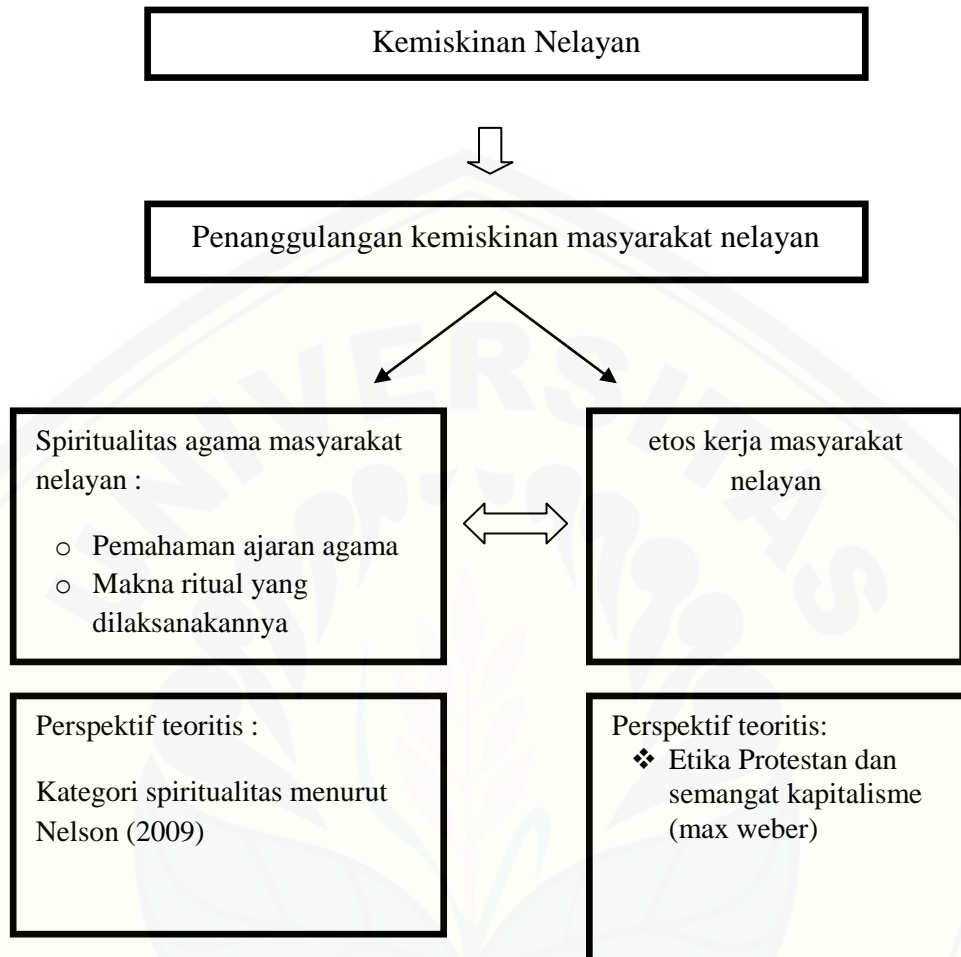 Kemiskinan Nelayan
Penanggulangan kemiskinan masyarakat nelayan
Spiritualitas agama masyarakat
nelayan :
o Pemahaman ajaran agama
o Makna ritual yang
dilaksanakannya
etos kerja masyarakat
nelayan
Perspektif teoritis :
Kategori spiritualitas menurut
Nelson (2009)
Perspektif teoritis:
❖ Etika Protestan dan
semangat kapitalisme
(max weber)
UNIVERSITAS